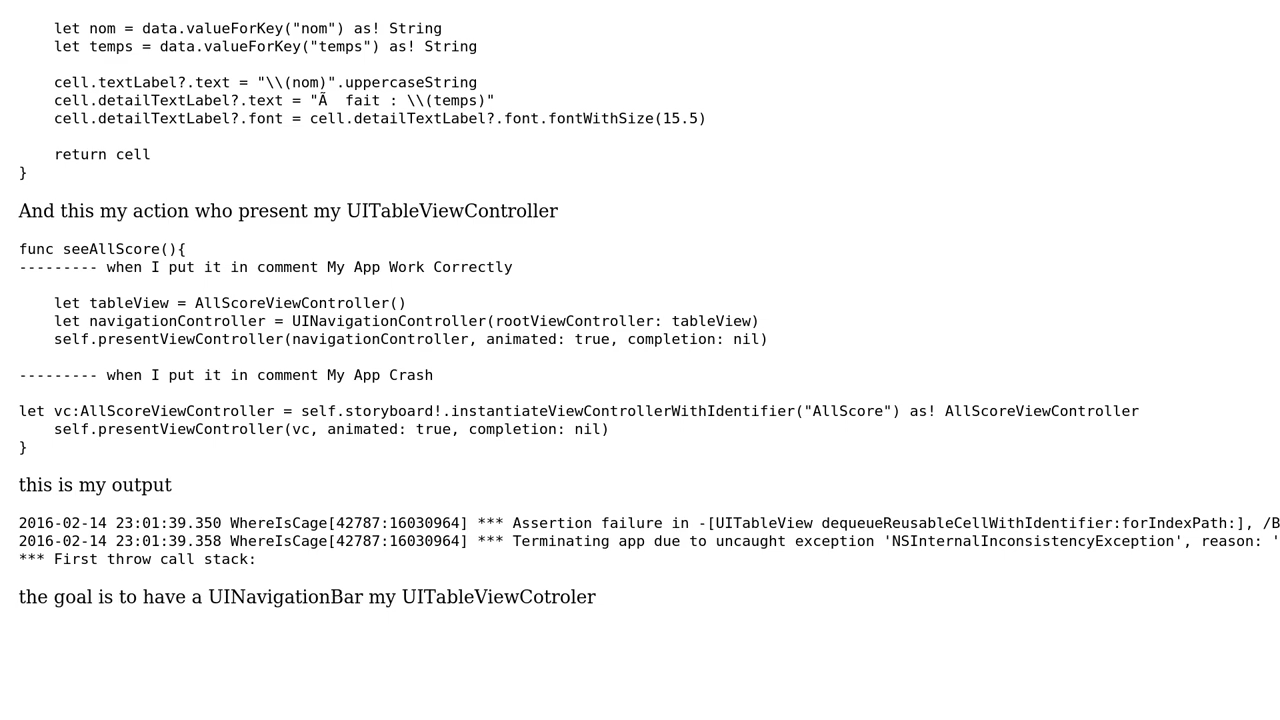 let nom = data.valueForKey("nom") as! String
let temps = data.valueForKey("temps") as! String
cell.textLabel?.text = "\\(nom)".uppercaseString
cell.detailTextLabel?.text = "Ã  fait : \\(temps)"
cell.detailTextLabel?.font = cell.detailTextLabel?.font.fontWithSize(15.5)
return cell
}
And this my action who present my UITableViewController
func seeAllScore(){
--------- when I put it in comment My App Work Correctly
let tableView = AllScoreViewController()
let navigationController = UINavigationController(rootViewController: tableView)
self.presentViewController(navigationController, animated: true, completion: nil)
--------- when I put it in comment My App Crash
let vc:AllScoreViewController = self.storyboard!.instantiateViewControllerWithIdentifier("AllScore") as! AllScoreViewController
self.presentViewController(vc, animated: true, completion: nil)
}
this is my output
2016-02-14 23:01:39.350 WhereIsCage[42787:16030964] *** Assertion failure in -[UITableView dequeueReusableCellWithIdentifier:forIndexPath:], /B
2016-02-14 23:01:39.358 WhereIsCage[42787:16030964] *** Terminating app due to uncaught exception 'NSInternalInconsistencyException', reason: '
*** First throw call stack:
the goal is to have a UINavigationBar my UITableViewCotroler